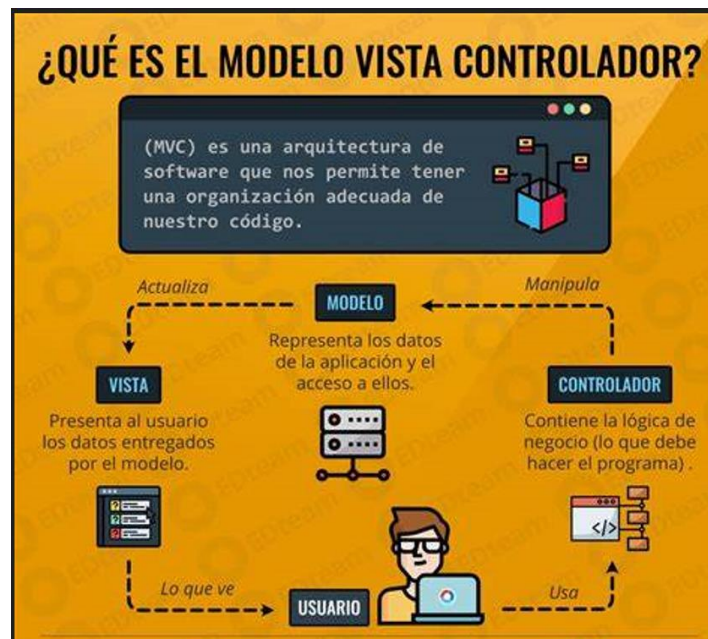 ¿QUÉ ES EL MODELO VISTA CONTROLADOR?
(MVC) es una arquitectura de
software que nos permite tener
una organización adecuada de
nuestro código.
Actualiza
Manipula
MODELO
Representa los datos
de la aplicación y el
acceso a ellos.
VISTA
Presenta al usuario
los datos entregados
por el modelo.
CONTROLADOR
Contiene la lógica de
negocio (lo que debe
hacer el programa) .
</>
Lo que ve
USUARIO
Usa
EDteam